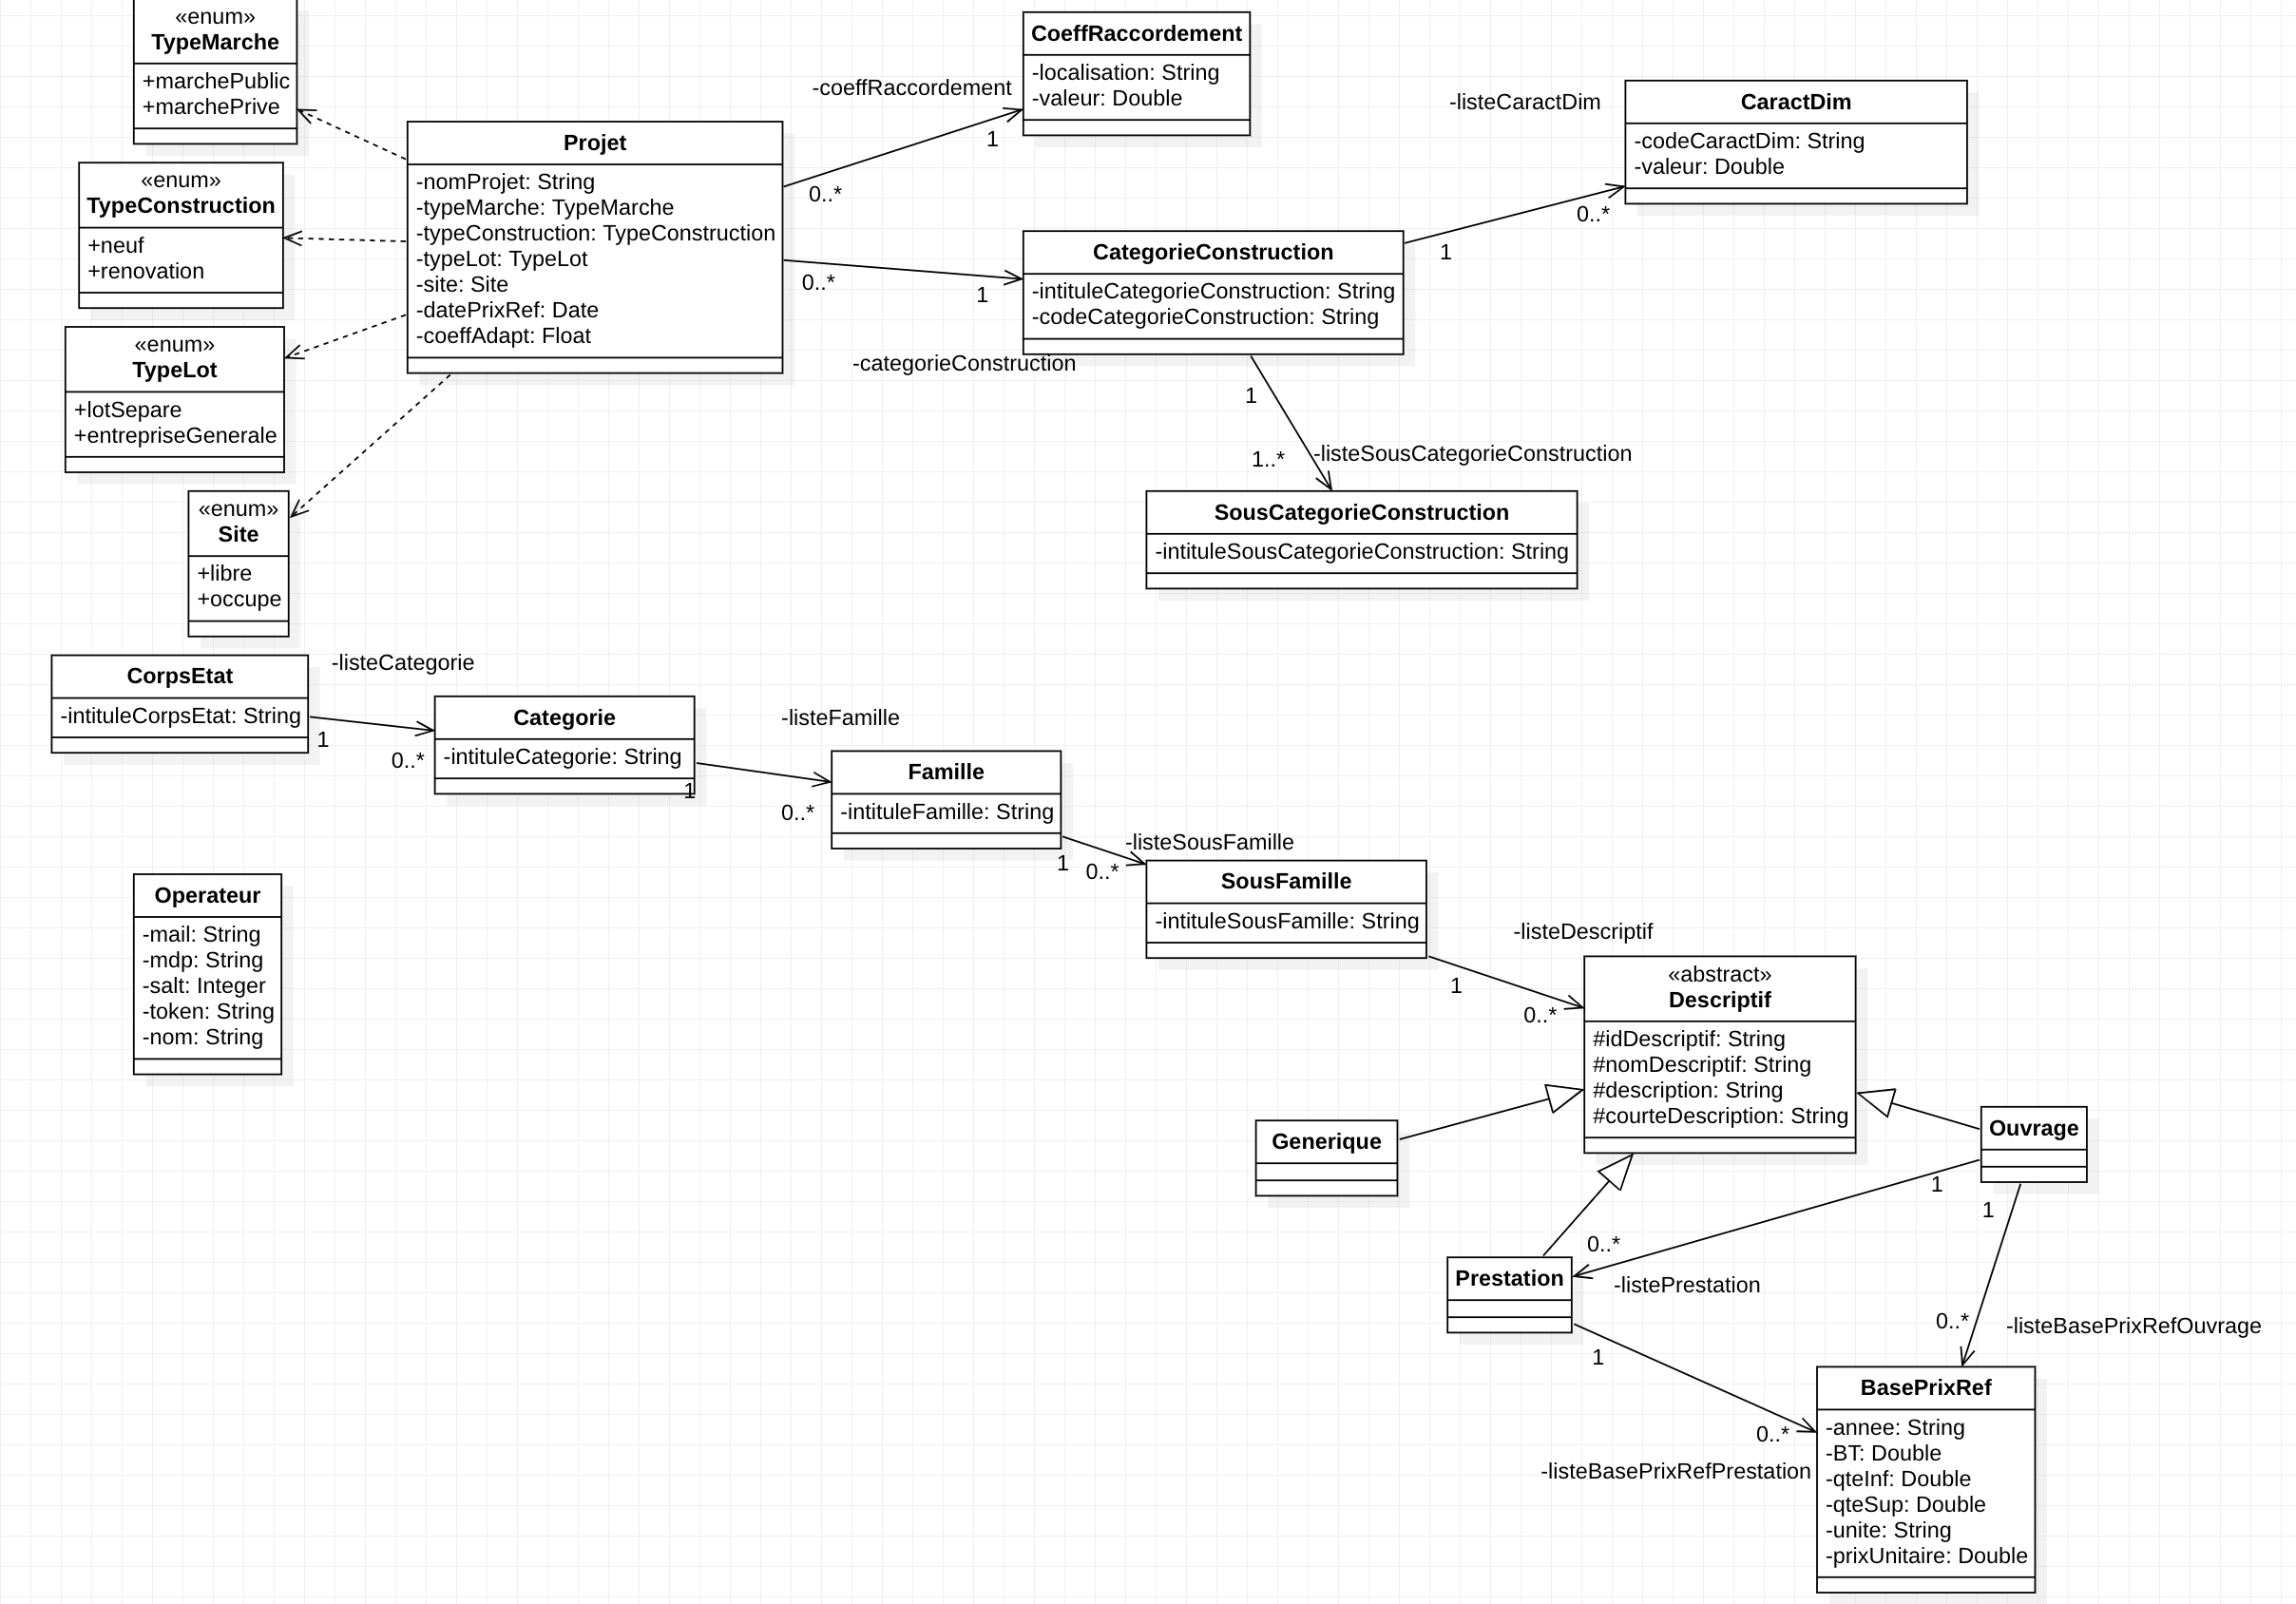 «enum»
TypeMarche
+marchePublic
+marchePrive
«enum»
TypeConstruction
+neuf
+renovation
«enum»
TypeLot
+lotSepare
+entrepriseGenerale
«enum»
Site
+libre
+occupe
Projet
-nomProjet: String
-typeMarche: TypeMarche
-typeConstruction: TypeConstruction
-typeLot: TypeLot
-site: Site
-datePrixRef: Date
-coeffAdapt: Float
-coeffRaccordement
1
0..*
CoeffRaccordement
-localisation: String
-valeur: Double
0..*
1
-categorieConstruction
CategorieConstruction
-intituleCategorieConstruction: String
-codeCategorieConstruction: String
-listeCaractDim
1
0..*
CaractDim
-codeCaractDim: String
-valeur: Double
1
1..*
-listeSousCategorieConstruction
SousCategorieConstruction
-intituleSousCategorieConstruction: String
CorpsEtat
-intituleCorpsEtat: String
-listeCategorie
1
0..*
Categorie
-intituleCategorie: String
-listeFamille
1
0..*
Famille
-intituleFamille: String
-listeSousFamille
1
0..*
SousFamille
-intituleSousFamille: String
-listeDescriptif
1
0..*
«abstract»
Descriptif
#idDescriptif: String
#nomDescriptif: String
#description: String
#courteDescription: String
Operateur
-mail: String
-mdp: String
-salt: Integer
-token: String
-nom: String
Generique
Ouvrage
1
0..*
-listePrestation
Prestation
1
0..*
-listeBasePrixRefOuvrage
1
0..*
-listeBasePrixRefPrestation
BasePrixRef
-annee: String
-BT: Double
-qteInf: Double
-qteSup: Double
-unite: String
-prixUnitaire: Double